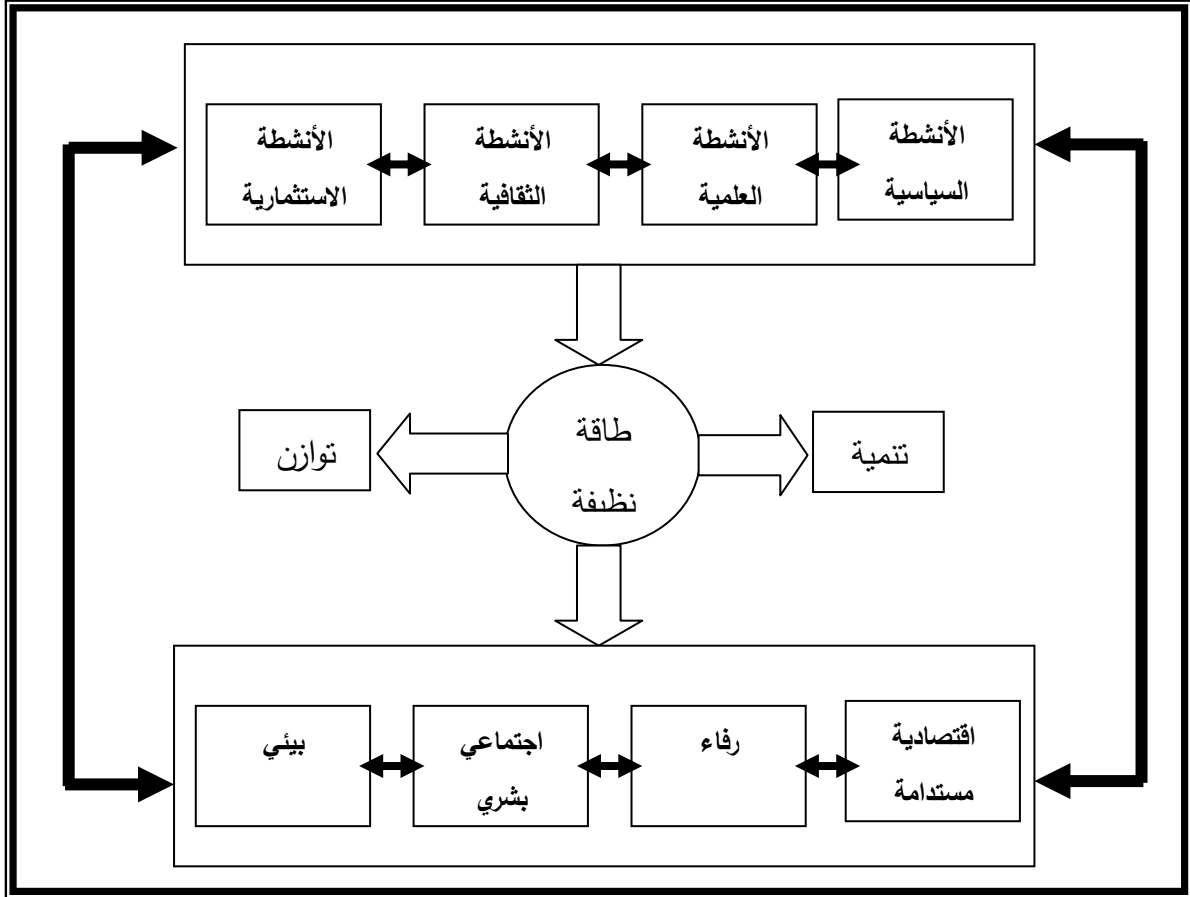 الأنشطة
السياسية
الأنشطة
العلمية
الأنشطة
الثقافية
الأنشطة
الاستثمارية
طاقة
نظيفة
تنمية
توازن
اقتصادية
مستدامة
رفاء
اجتماعي
بشري
بيئي